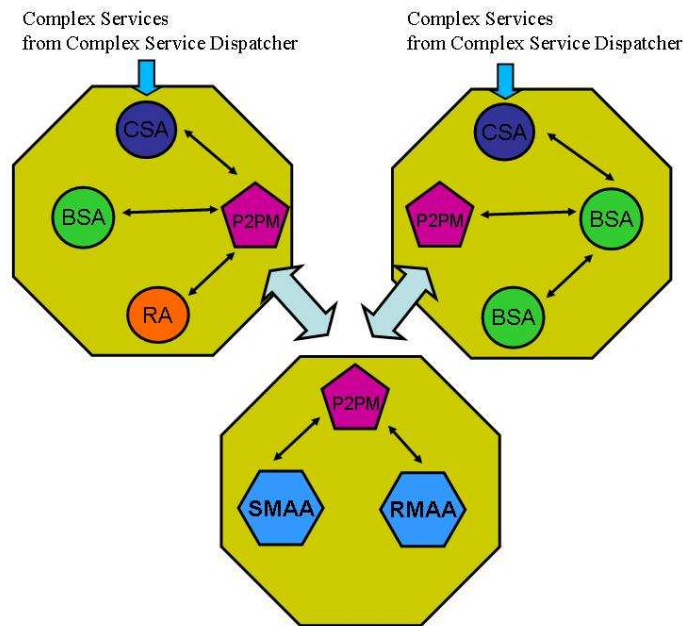 Complex Services
from Complex Service Dispatcher
Complex Services
from Complex Service Dispatcher
CSA
CSA
BSA
P2PM
P2PM
BSA
RA
BSA
P2PM
SMAA
RMAA